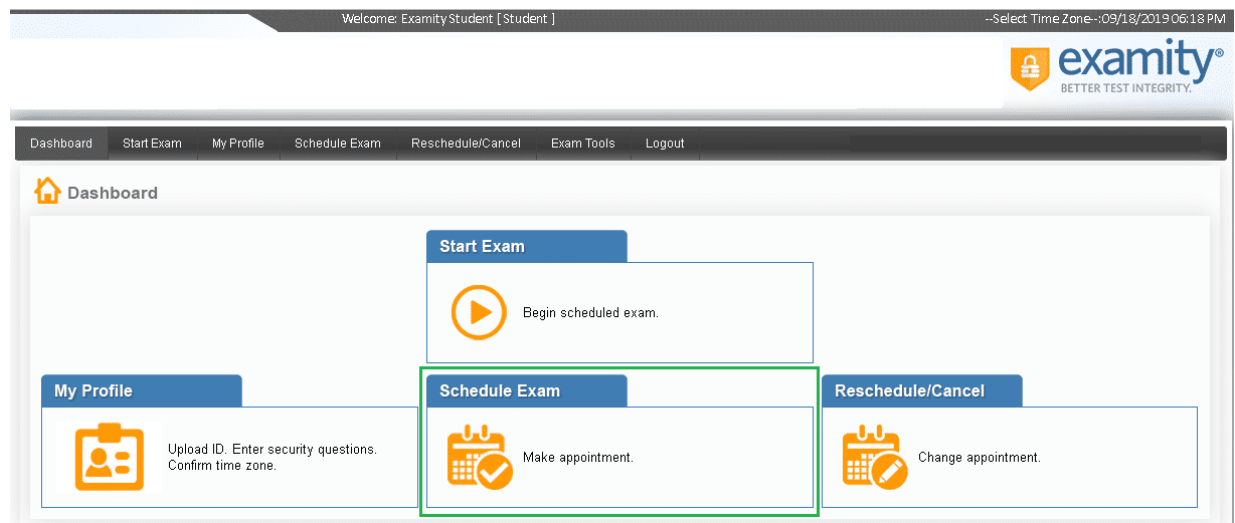 Welcome: Examity Student [ Student ]
--Select Time Zone--:09/18/2019 06:18 PM
examity®
BETTER TEST INTEGRITY.
Dashboard Start Exam My Profile Schedule Exam Reschedule/Cancel Exam Tools Logout
Dashboard
Start Exam
Begin scheduled exam.
My Profile
Upload ID. Enter security questions.
Confirm time zone.
Schedule Exam
Make appointment.
Reschedule/Cancel
Change appointment.